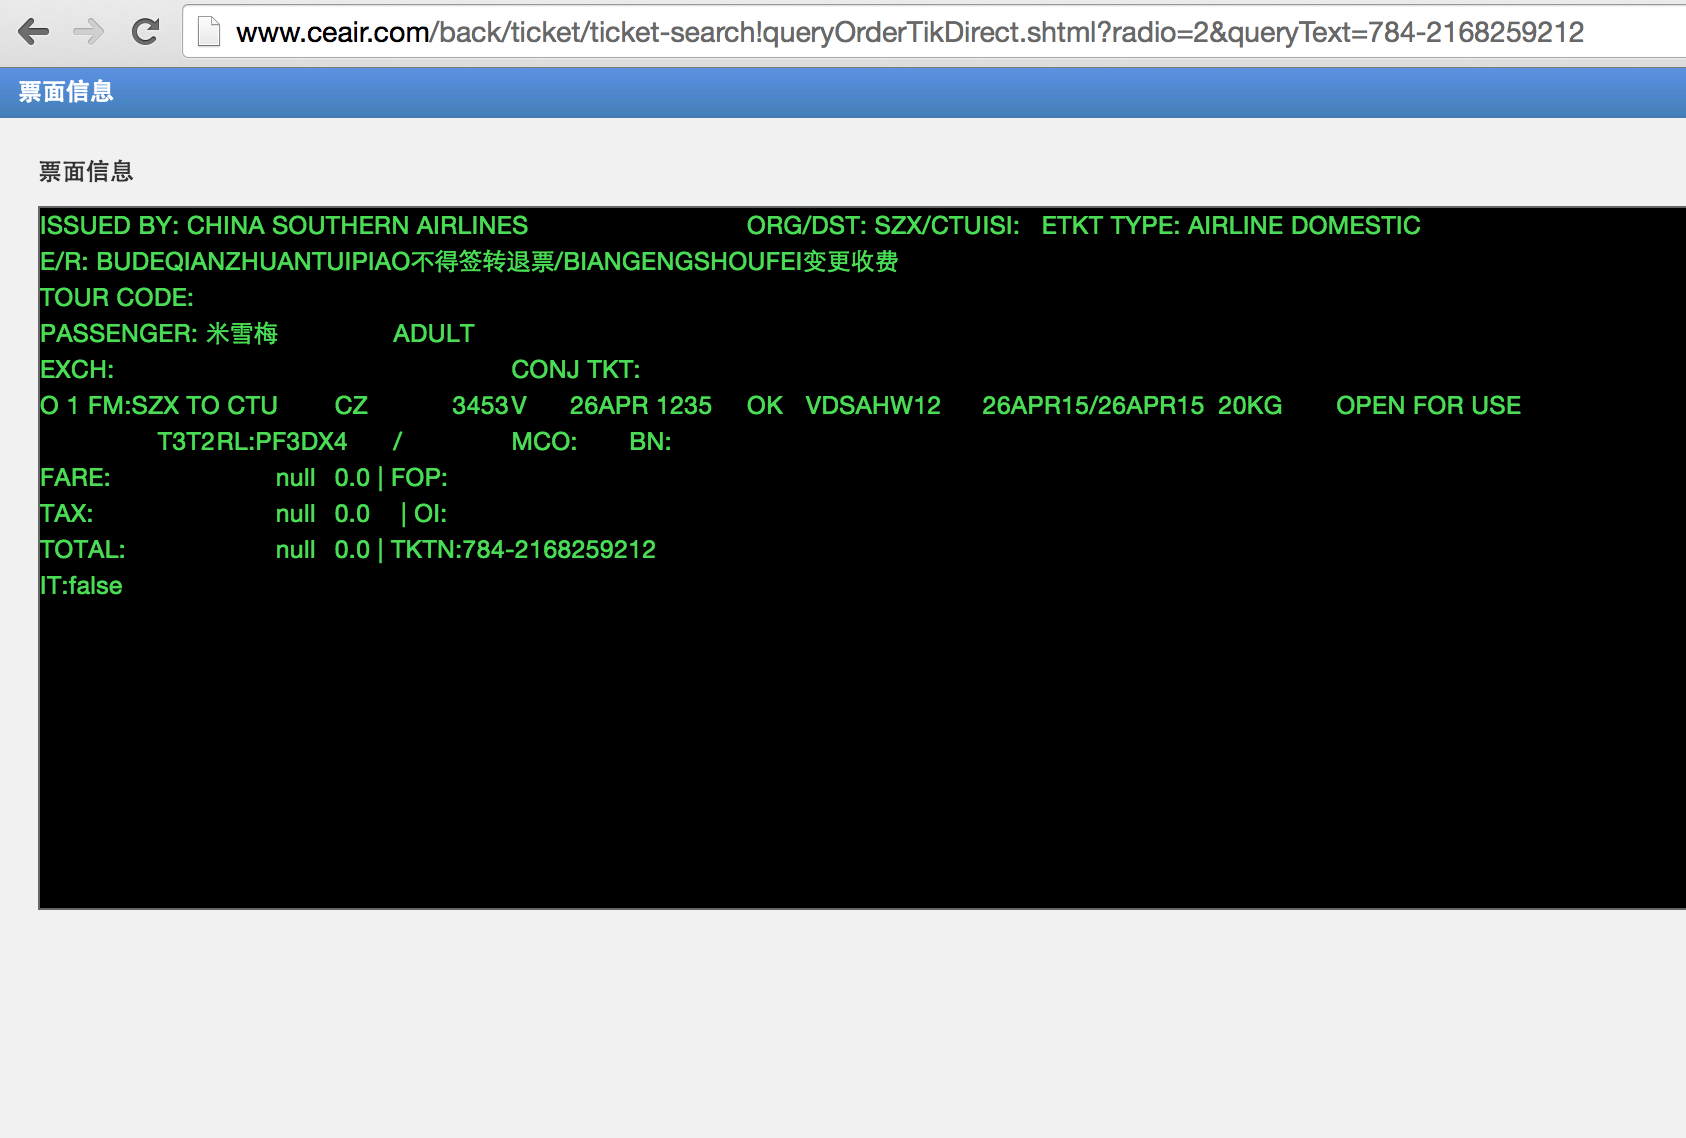 www.ceair.com/back/ticket/ticket-search!queryOrderTikDirect.shtml?radio=2&queryText=784-2168259212
票面信息
票面信息
ISSUED BY: CHINA SOUTHERN AIRLINES ORG/DST: SZX/CTUISI: ETKT TYPE: AIRLINE DOMESTIC
E/R: BUDEQIANZHUANTUIPIAO不得签转退票/BIANGENGSHOUFEI变更收费
TOUR CODE:
PASSENGER: 米雪梅 ADULT
EXCH: CONJ TKT:
O 1 FM:SZX TO CTU CZ 3453 V 26APR 1235 OK VDSAHW12 26APR15/26APR15 20KG OPEN FOR USE
T3T2RL:PF3DX4 / MCO: BN:
FARE: null 0.0 | FOP:
TAX: null 0.0 | OI:
TOTAL: null 0.0 | TKTN:784-2168259212
IT:false